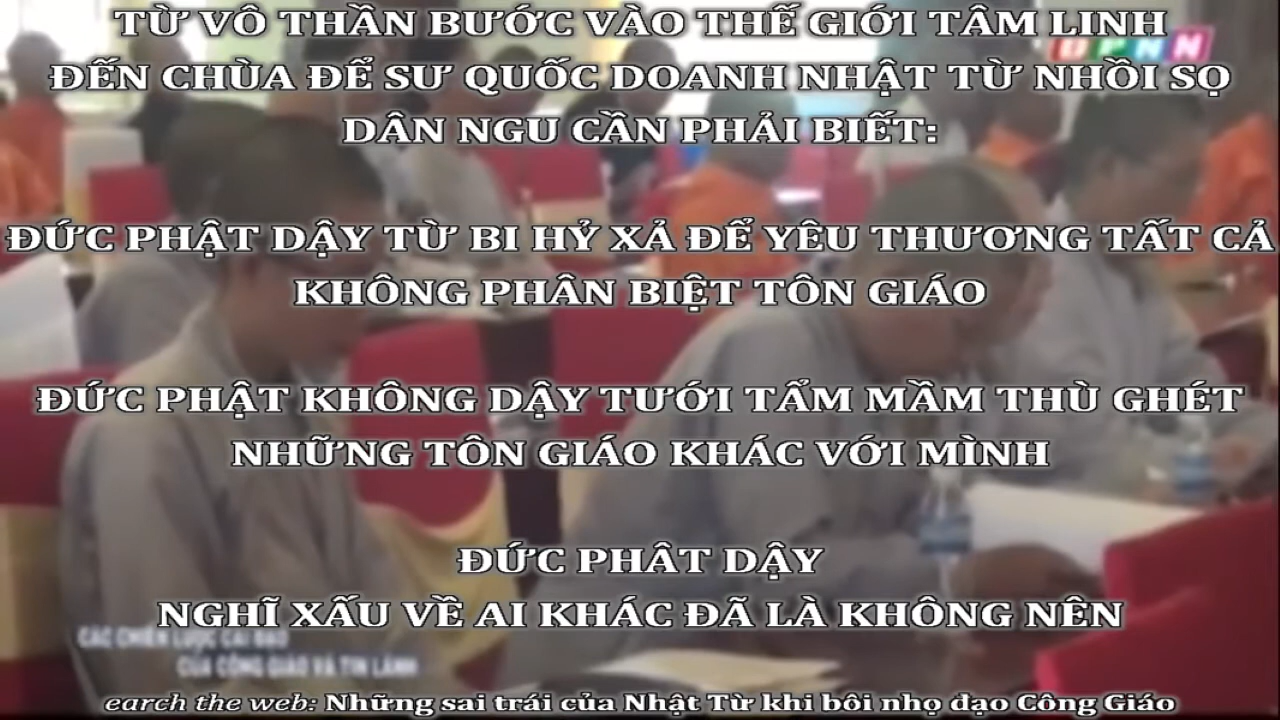 TỪ VÔ THẦN BƯỚC VÀO THẾ GIỚI TÂM LINH
ĐPNN
ĐẾN CHÙA ĐỂ SƯ QUỐC DOANH NHẬT TỪ NHỒI SỌ
DÂN NGU CẦN PHẢI BIẾT:
ĐỨC PHẬT DẬY TỪ BI HỶ XẢ ĐỂ YÊU THƯƠNG TẤT CẢ
KHÔNG PHÂN BIỆT TÔN GIÁO
ĐỨC PHẬT KHÔNG DẬY TƯỚI TẨM MẦM THÙ GHÉT
NHỮNG TÔN GIÁO KHÁC VỚI MÌNH
ĐỨC PHÂT DẬY
NGHĨ XẤU VỀ AI KHÁC ĐÃ LÀ KHÔNG NÊN
CÁC CHIẾN LƯỢC CẢI ĐẠO
CỦA CÔNG GIÁO VÀ TIN LÀNH
earch the web: Những sai trái của Nhật Từ khi bôi nhọ đạo Công Giáo